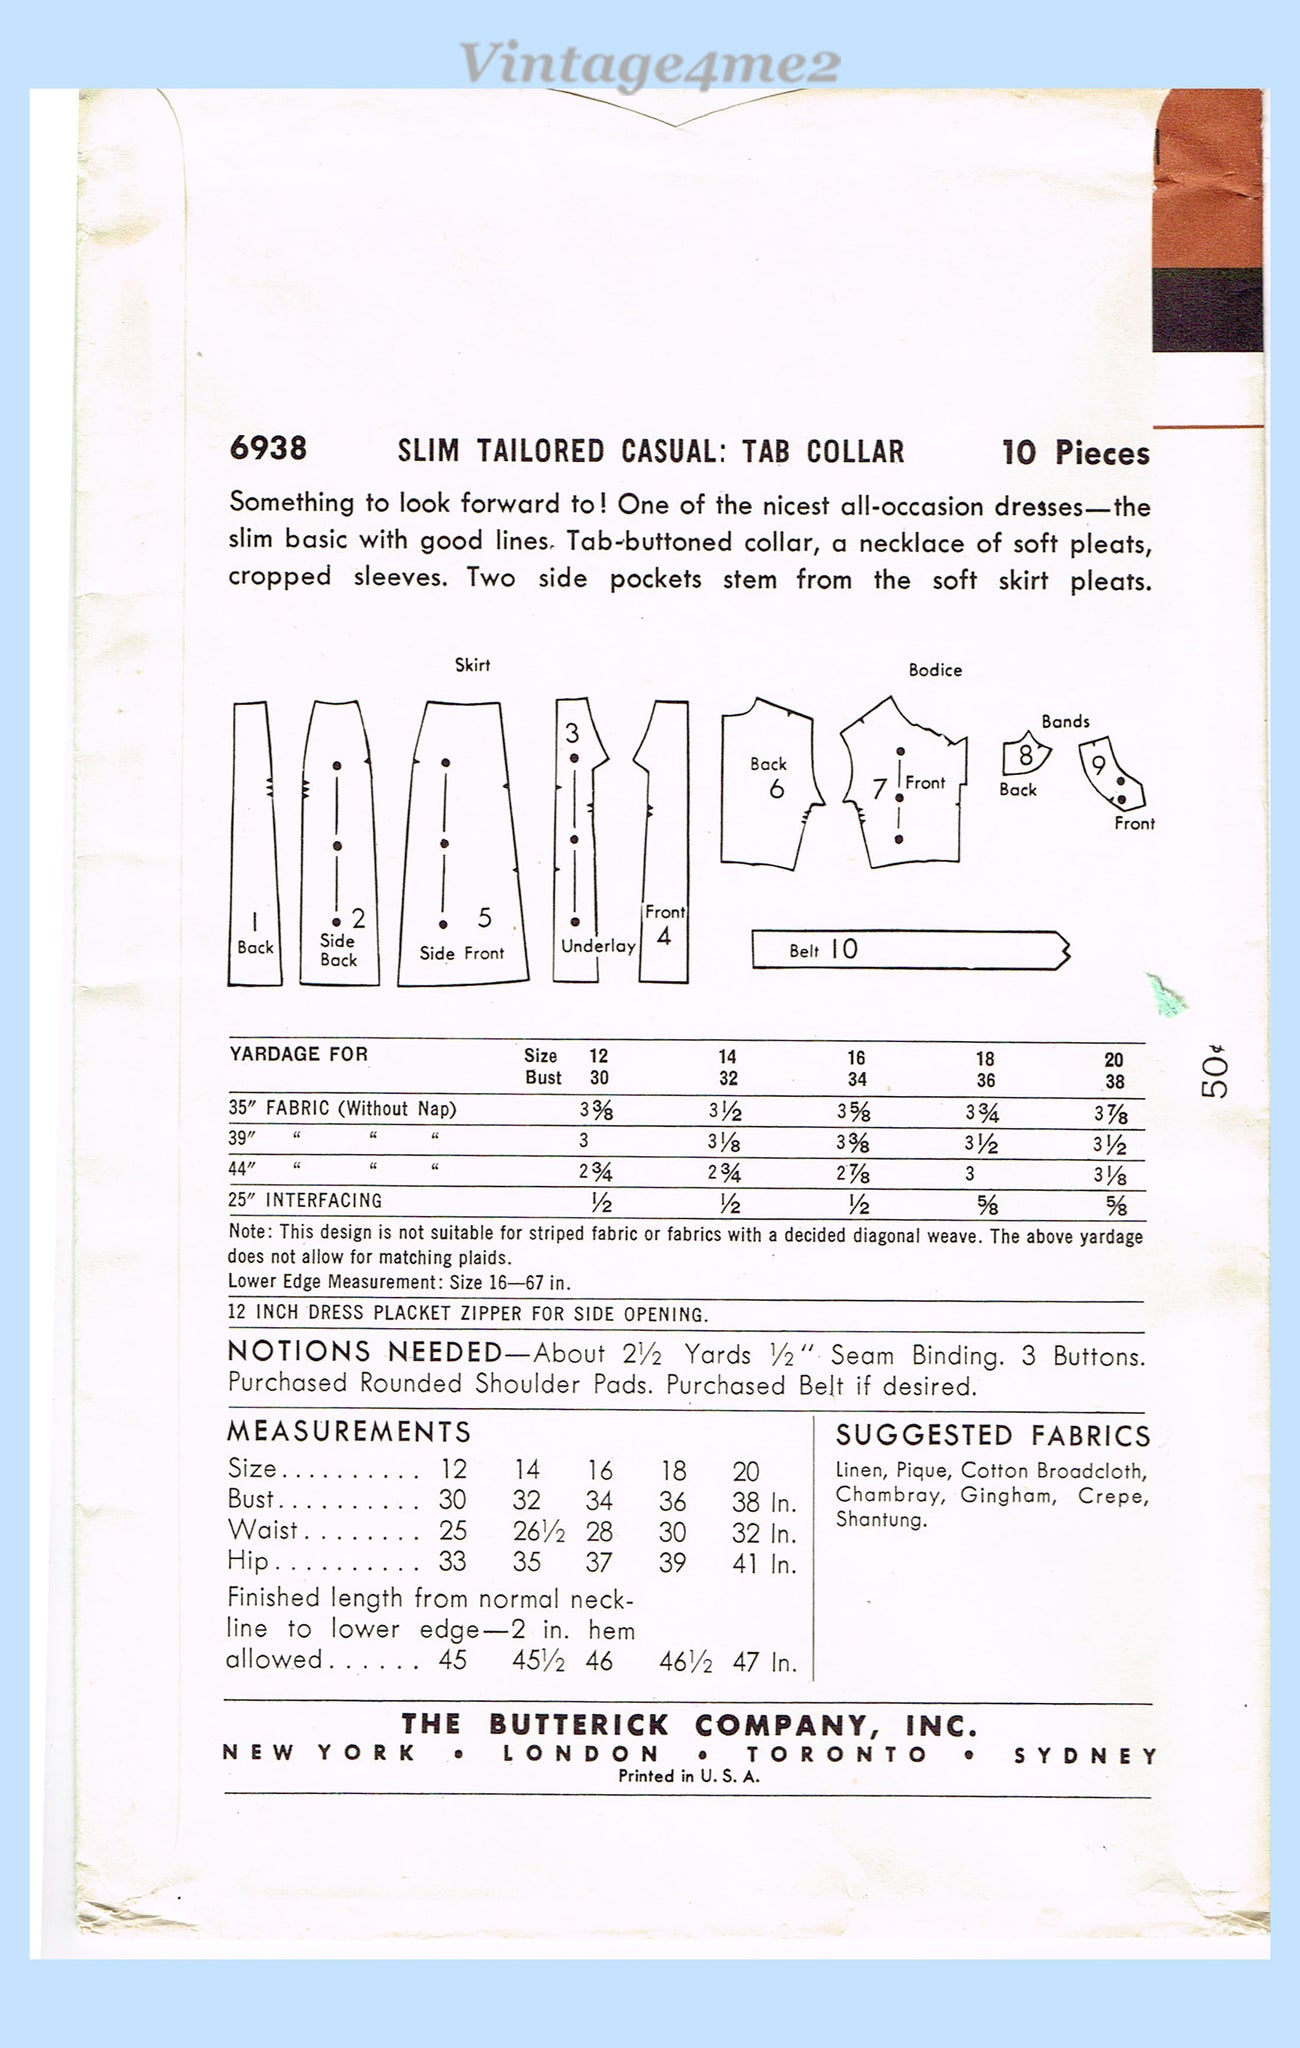 Vintage4me2
6938 SLIM TAILORED CASUAL: TAB COLLAR 10 Pieces
Something to look forward to! One of the nicest all-occasion dresses—the
slim basic with good lines. Tab-buttoned collar, a necklace of soft pleats,
cropped sleeves. Two side pockets stem from the soft skirt pleats.
Skirt
Bodice
Bands
1 Back
2 Side Back
5 Side Front
3 Underlay
Front 4
Back 6
7 Front
8 Back
9 Front
Belt 10
50¢
YARDAGE FOR Size 12 14 16 18 20
Bust 30 32 34 36 38
35" FABRIC (Without Nap) 3⅜ 3½ 3⅝ 3¾ 3⅞
39" " " " 3 3⅛ 3⅜ 3½ 3½
44" " " " 2¾ 2¾ 2⅞ 3 3⅛
25" INTERFACING ½ ½ ½ ⅝ ⅝
Note: This design is not suitable for striped fabric or fabrics with a decided diagonal weave. The above yardage
does not allow for matching plaids.
Lower Edge Measurement: Size 16—67 in.
12 INCH DRESS PLACKET ZIPPER FOR SIDE OPENING.
NOTIONS NEEDED—About 2½ Yards ½" Seam Binding. 3 Buttons.
Purchased Rounded Shoulder Pads. Purchased Belt if desired.
MEASUREMENTS
Size.......... 12 14 16 18 20
Bust.......... 30 32 34 36 38 In.
Waist........ 25 26½ 28 30 32 In.
Hip.......... 33 35 37 39 41 In.
Finished length from normal neck-
line to lower edge—2 in. hem
allowed...... 45 45½ 46 46½ 47 In.
SUGGESTED FABRICS
Linen, Pique, Cotton Broadcloth,
Chambray, Gingham, Crepe,
Shantung.
THE BUTTERICK COMPANY, INC.
NEW YORK • LONDON • TORONTO • SYDNEY
Printed in U. S. A.